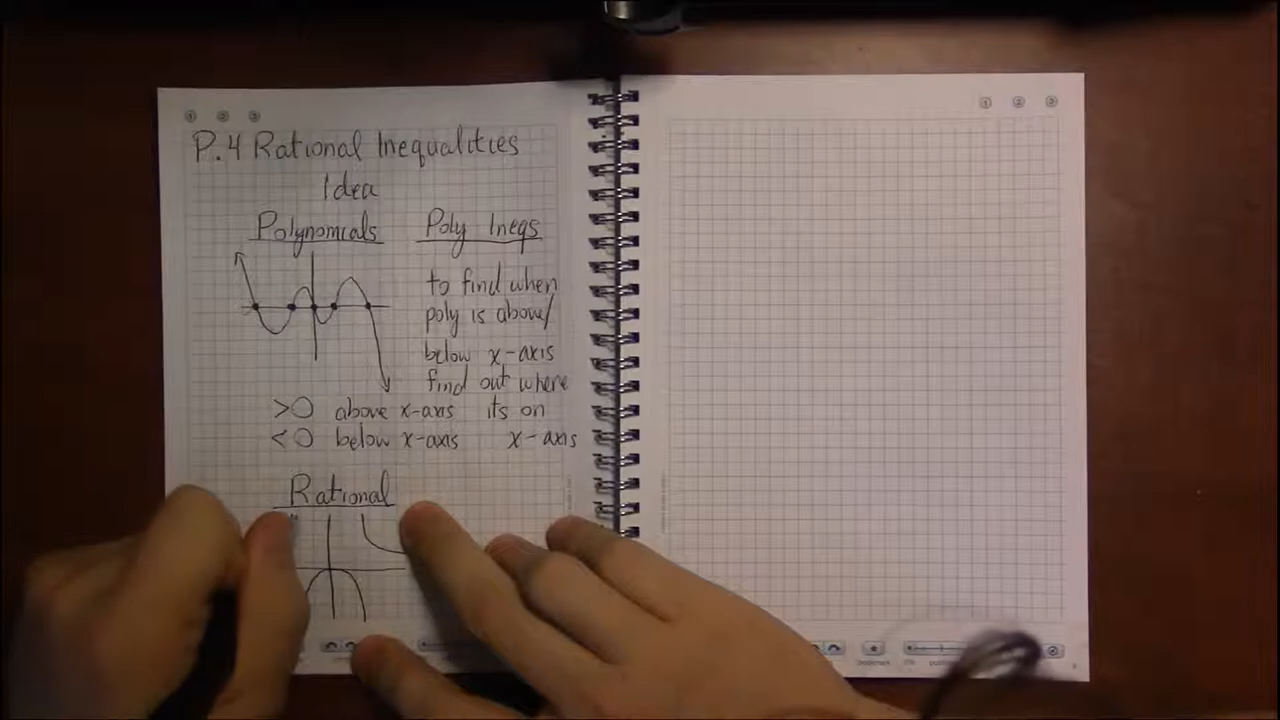 P.4 Rational Inequalities
Idea
Polynomials
>0 above x-axis
<0 below x-axis
Poly Ineqs
to find when
poly is above/
below x-axis
find out where
its on
x-axis
Rational